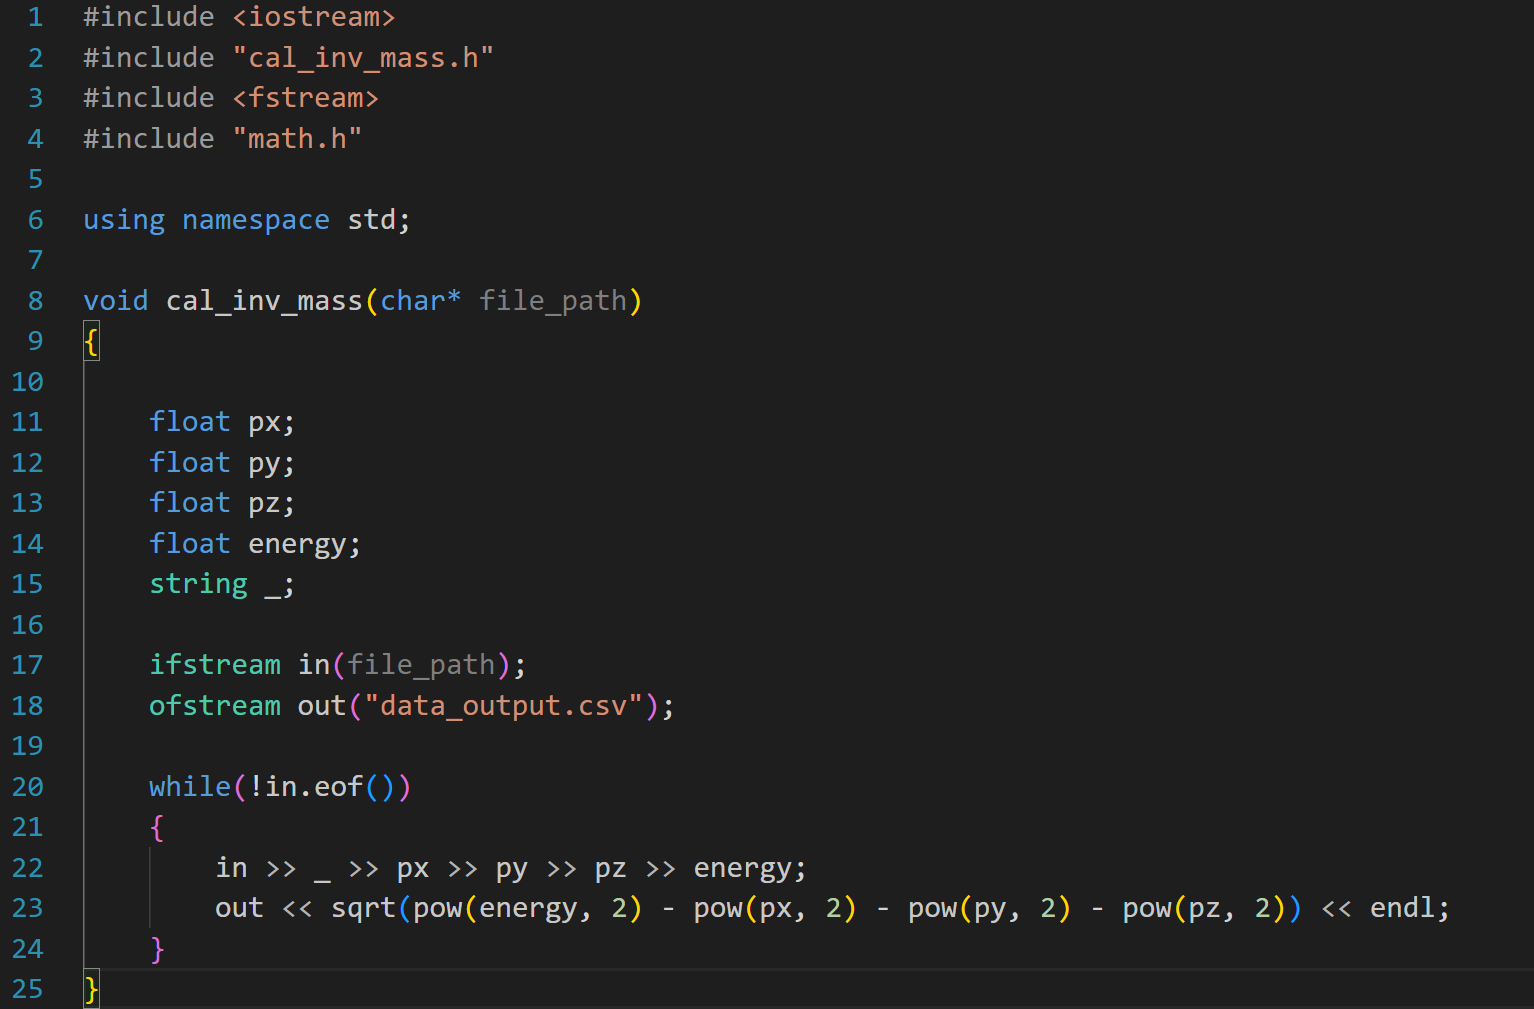 1 #include <iostream>
2 #include "cal_inv_mass.h"
3 #include <fstream>
4 #include "math.h"
5
6 using namespace std;
7
8 void cal_inv_mass(char* file_path)
9 {
10
11     float px;
12     float py;
13     float pz;
14     float energy;
15     string _;
16
17     ifstream in(file_path);
18     ofstream out("data_output.csv");
19
20     while(!in.eof())
21     {
22         in >> _ >> px >> py >> pz >> energy;
23         out << sqrt(pow(energy, 2) - pow(px, 2) - pow(py, 2) - pow(pz, 2)) << endl;
24     }
25 }